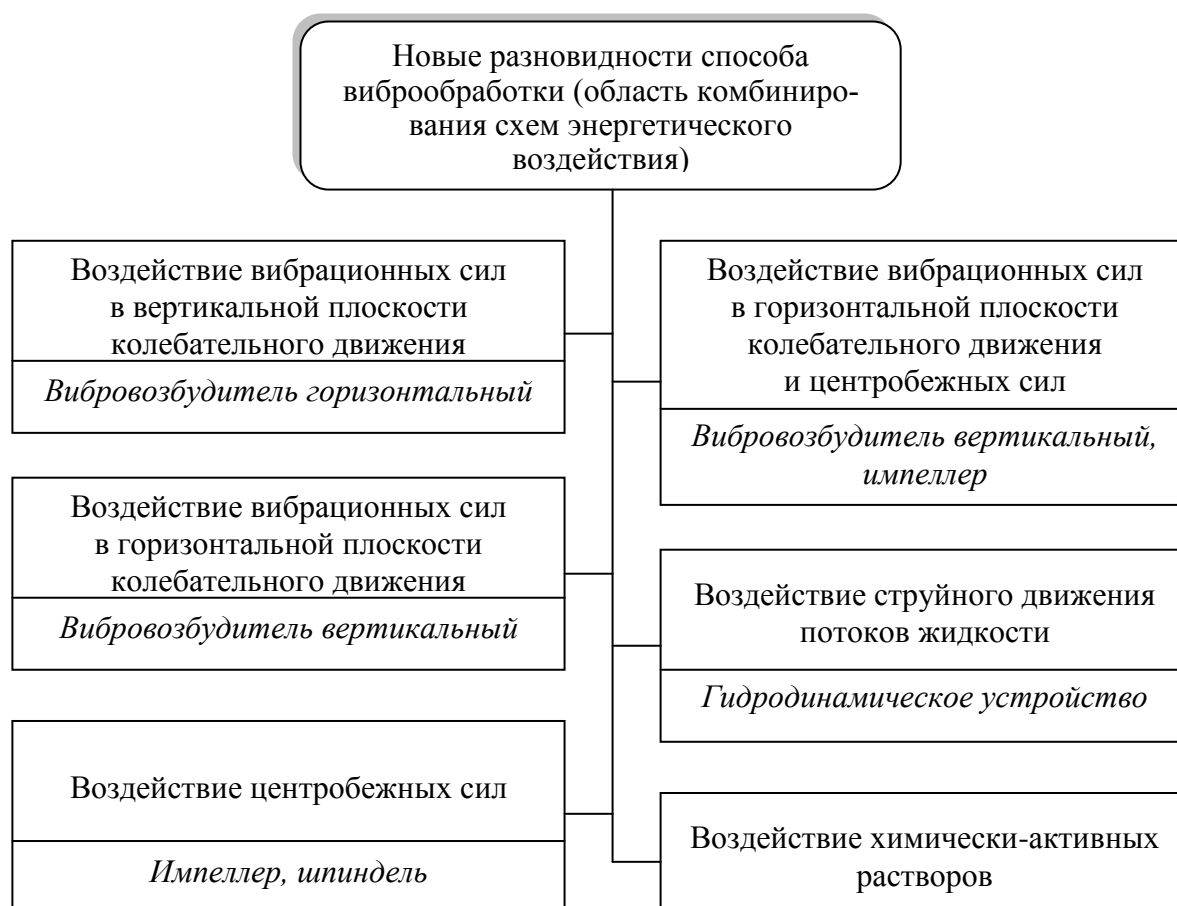 Новые разновидности способа
виброобработки (область комбиниро-
вания схем энергетического
воздействия)
Воздействие вибрационных сил
в вертикальной плоскости
колебательного движения
Вибровозбудитель горизонтальный
Воздействие вибрационных сил
в горизонтальной плоскости
колебательного движения
Вибровозбудитель вертикальный
Воздействие центробежных сил
Импеллер, шпиндель
Воздействие вибрационных сил
в горизонтальной плоскости
колебательного движения
и центробежных сил
Вибровозбудитель вертикальный,
импеллер
Воздействие струйного движения
потоков жидкости
Гидродинамическое устройство
Воздействие химически-активных
растворов